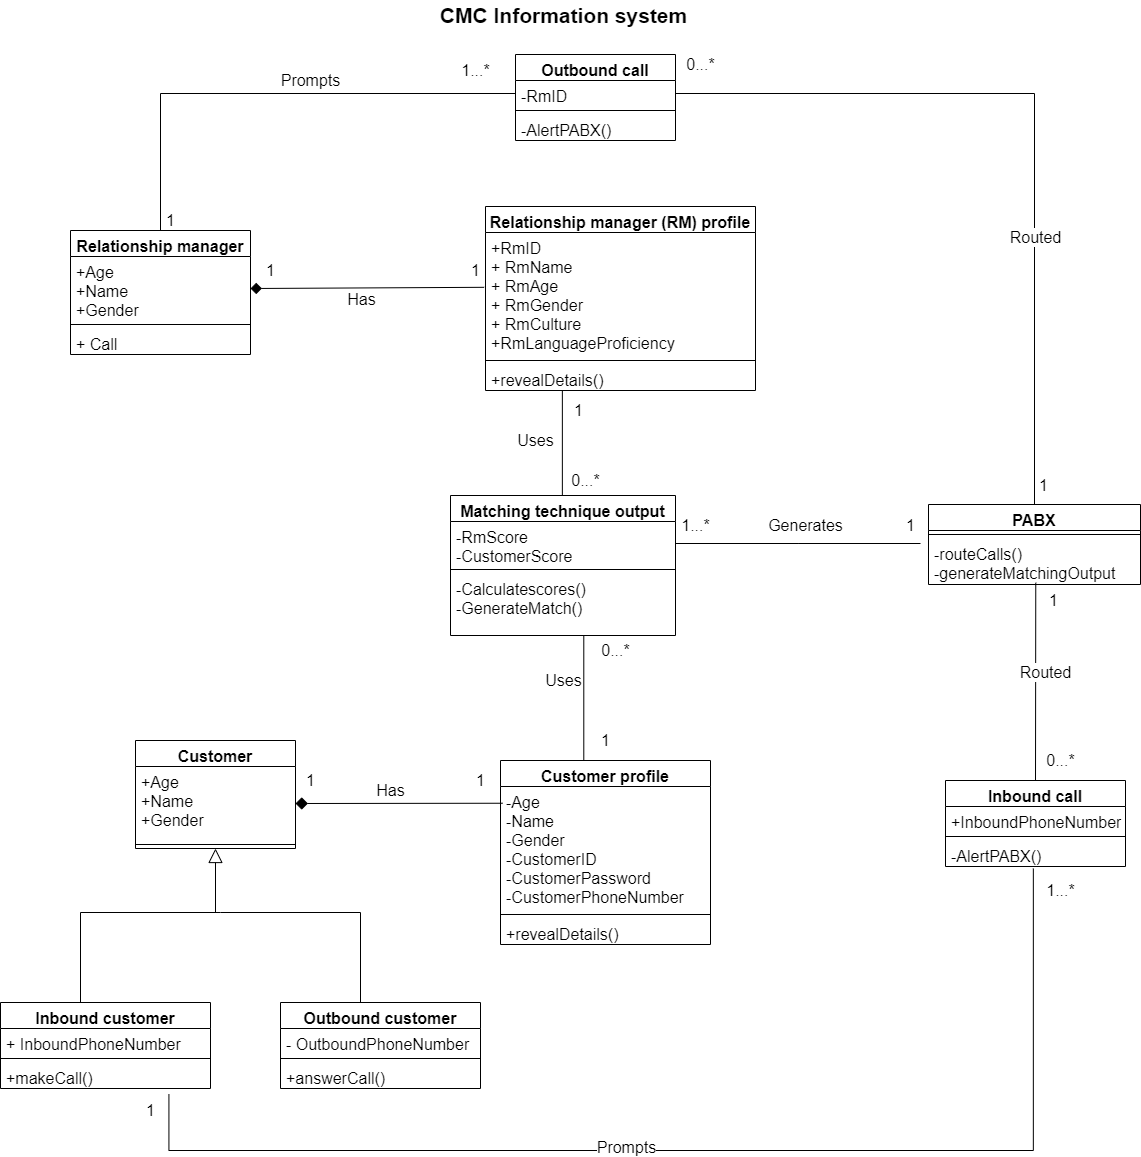 CMC Information system
1...*
Outbound call
0...*
Prompts
-RmID
-AlertPABX()
1
Relationship manager
+Age
+Name
+Gender
+ Call
1
Has
1
Relationship manager (RM) profile
+RmID
+ RmName
+ RmAge
+ RmGender
+ RmCulture
+RmLanguageProficiency
+revealDetails()
Routed
1
Uses
0...*
1
Matching technique output
-RmScore
-CustomerScore
-Calculatescores()
-GenerateMatch()
1...*
Generates
1
PABX
-routeCalls()
-generateMatchingOutput
1
Routed
0...*
0...*
Uses
1
Customer
+Age
+Name
+Gender
1
Has
1
Customer profile
-Age
-Name
-Gender
-CustomerID
-CustomerPassword
-CustomerPhoneNumber
+revealDetails()
Inbound call
+InboundPhoneNumber
-AlertPABX()
1...*
Inbound customer
+ InboundPhoneNumber
+makeCall()
Outbound customer
- OutboundPhoneNumber
+answerCall()
1
Prompts